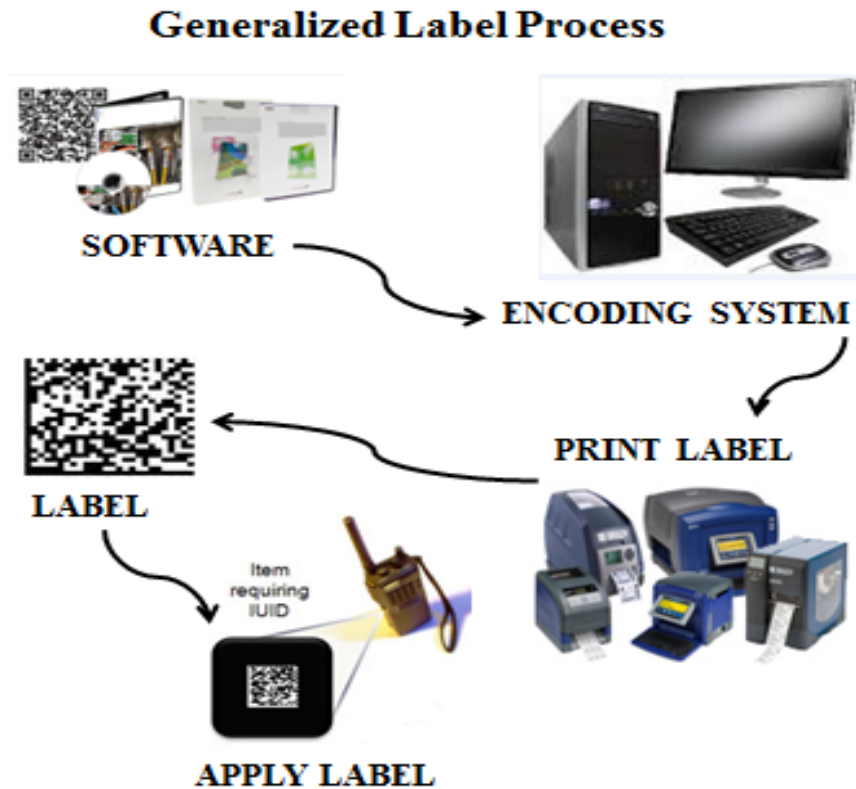 Generalized Label Process
SOFTWARE
ENCODING SYSTEM
PRINT LABEL
LABEL
Item
requiring
IUID
APPLY LABEL